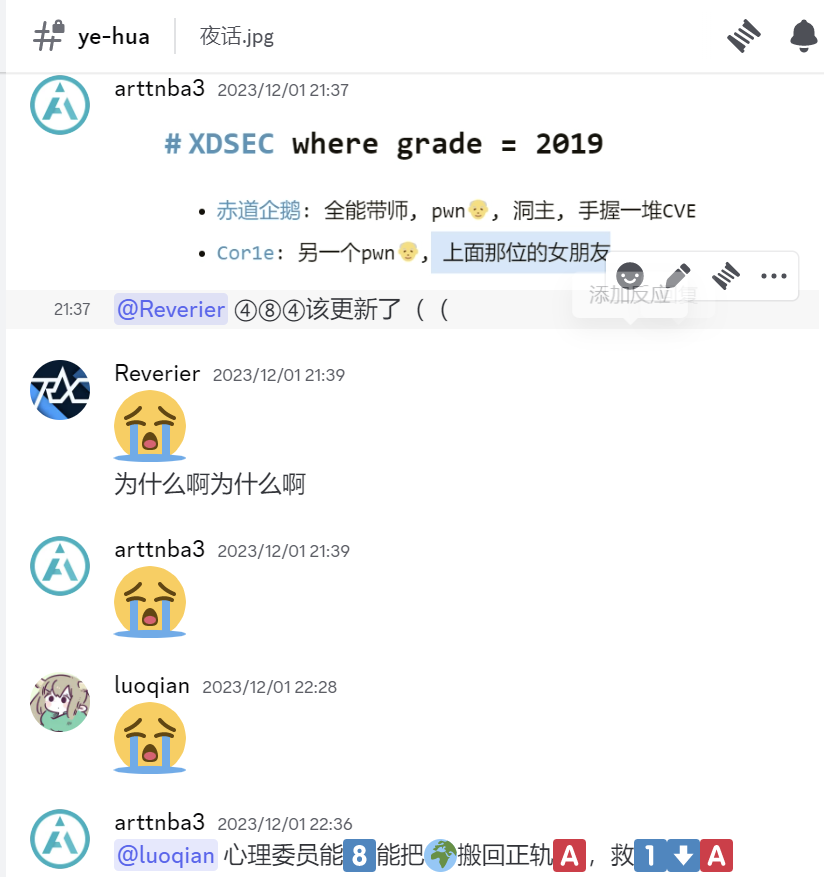 ye-hua 夜话.jpg
arttnba3 2023/12/01 21:37
# XDSEC where grade = 2019
• 赤道企鹅: 全能带师, pwn👴, 洞主, 手握一堆CVE
• Cor1e: 另一个pwn👴, 上面那位的女朋友
添加反应
21:37 @Reverier ④⑧④该更新了（（
Reverier 2023/12/01 21:39
😭
为什么啊为什么啊
arttnba3 2023/12/01 21:39
😭
luoqian 2023/12/01 22:28
😭
arttnba3 2023/12/01 22:36
@luoqian 心理委员能8️⃣能把🌍搬回正轨🅰️，救1️⃣⬇️🅰️